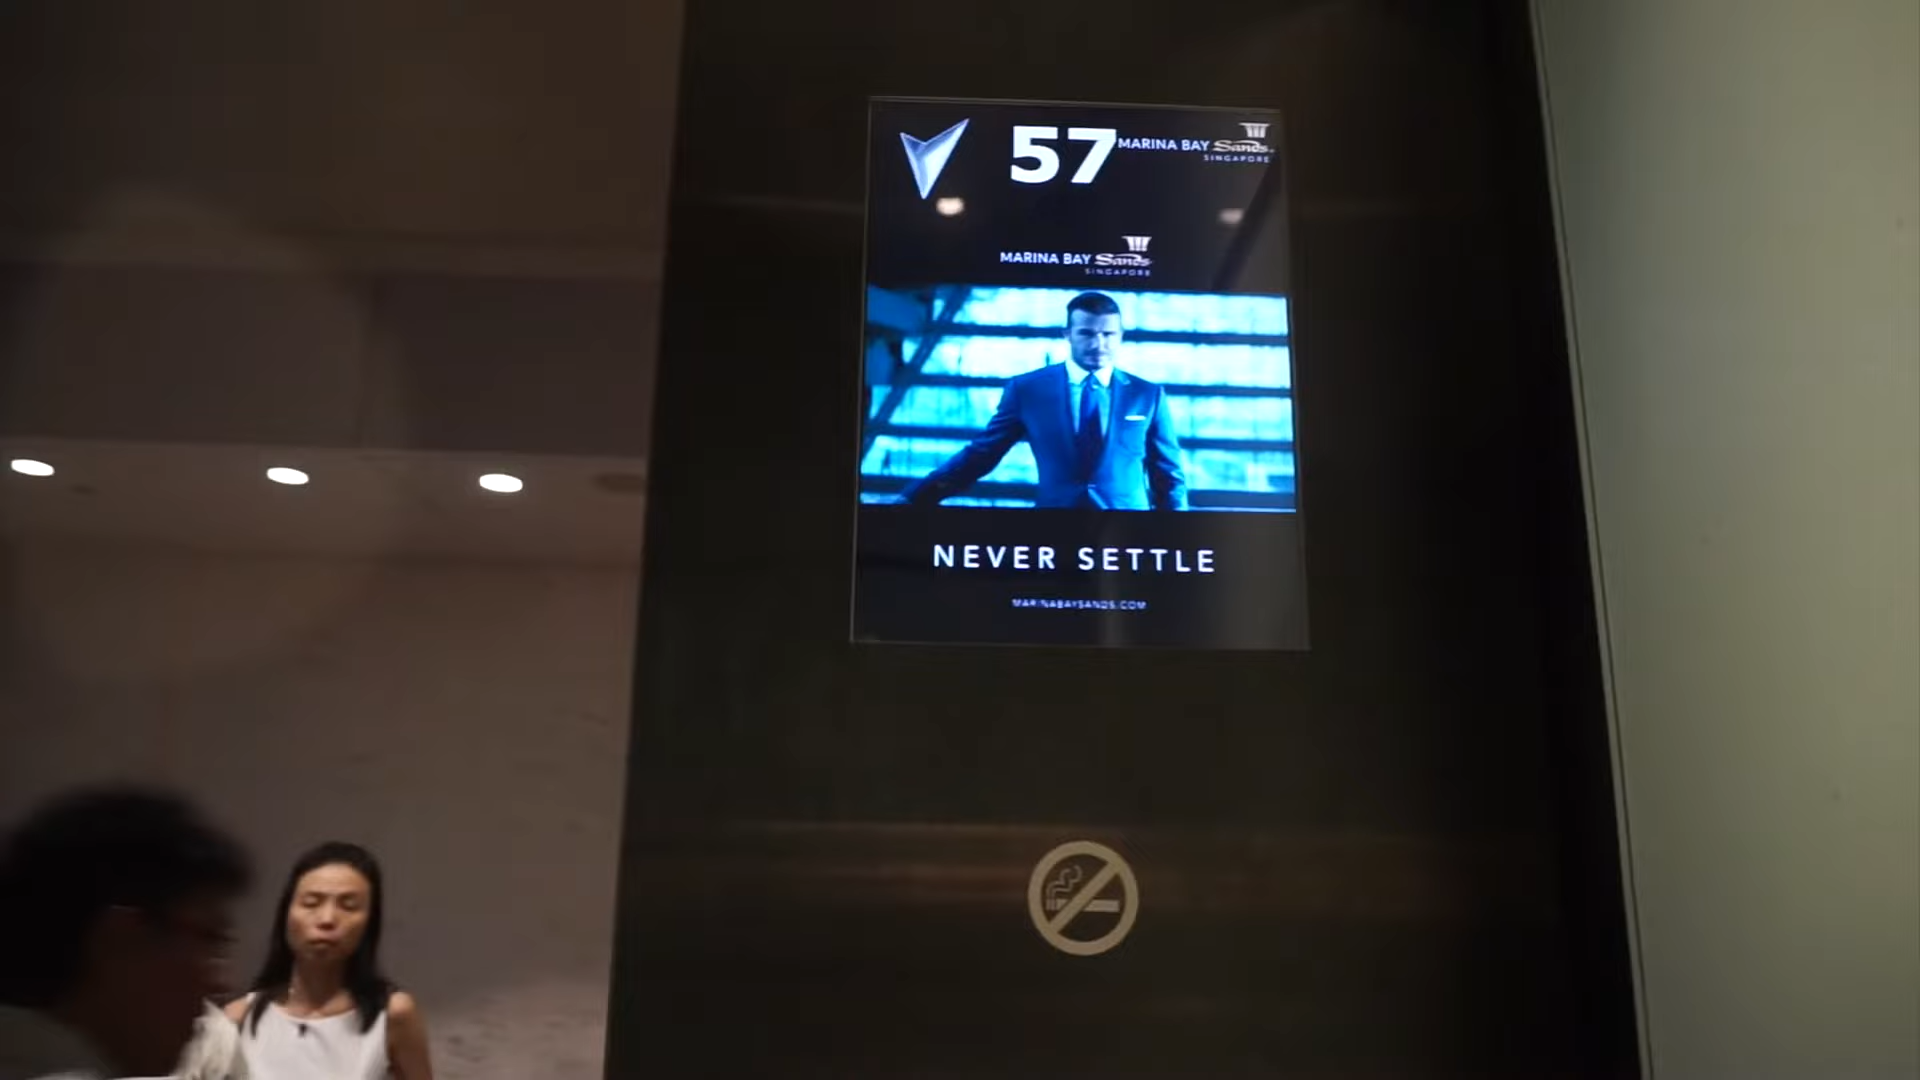 57
MARINA BAY Sands
SINGAPORE
MARINA BAY Sands
SINGAPORE
NEVER SETTLE
MARINABAYSANDS.COM